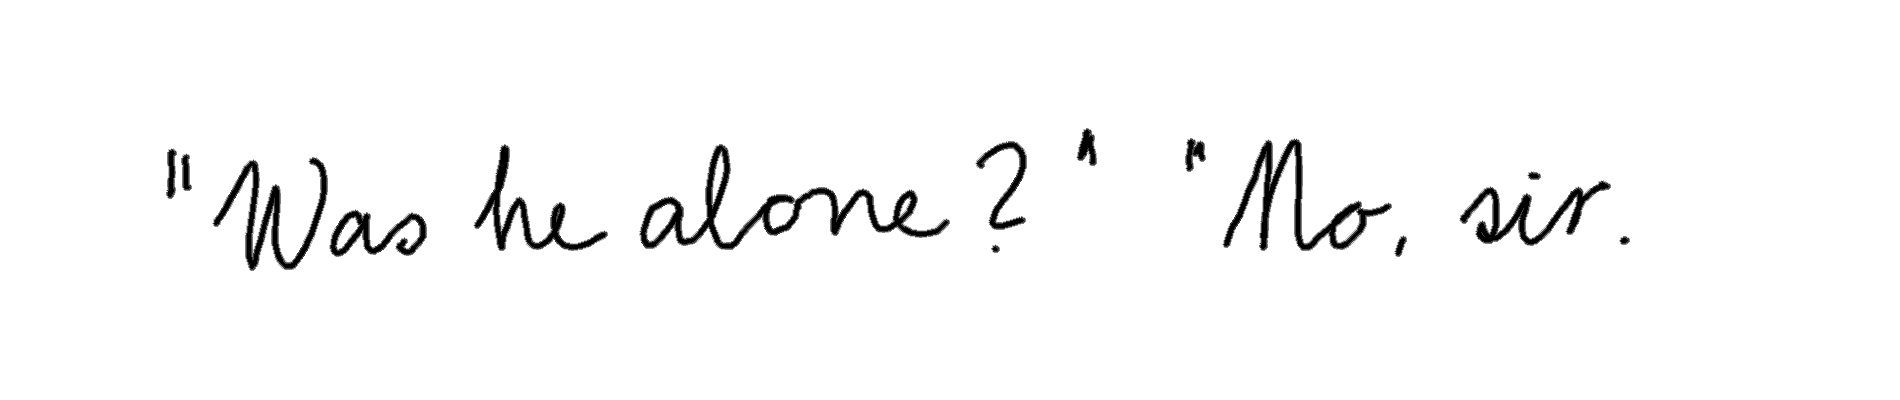 "Was he alone?" "No, sir.